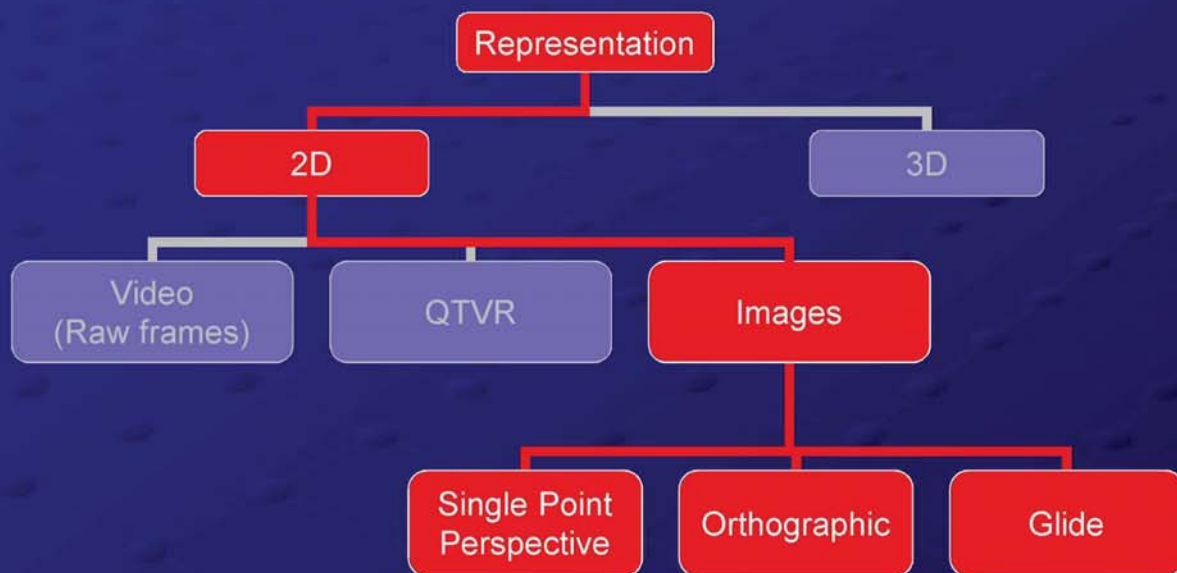 Representation
2D
3D
Video
(Raw frames)
QTVR
Images
Single Point
Perspective
Orthographic
Glide